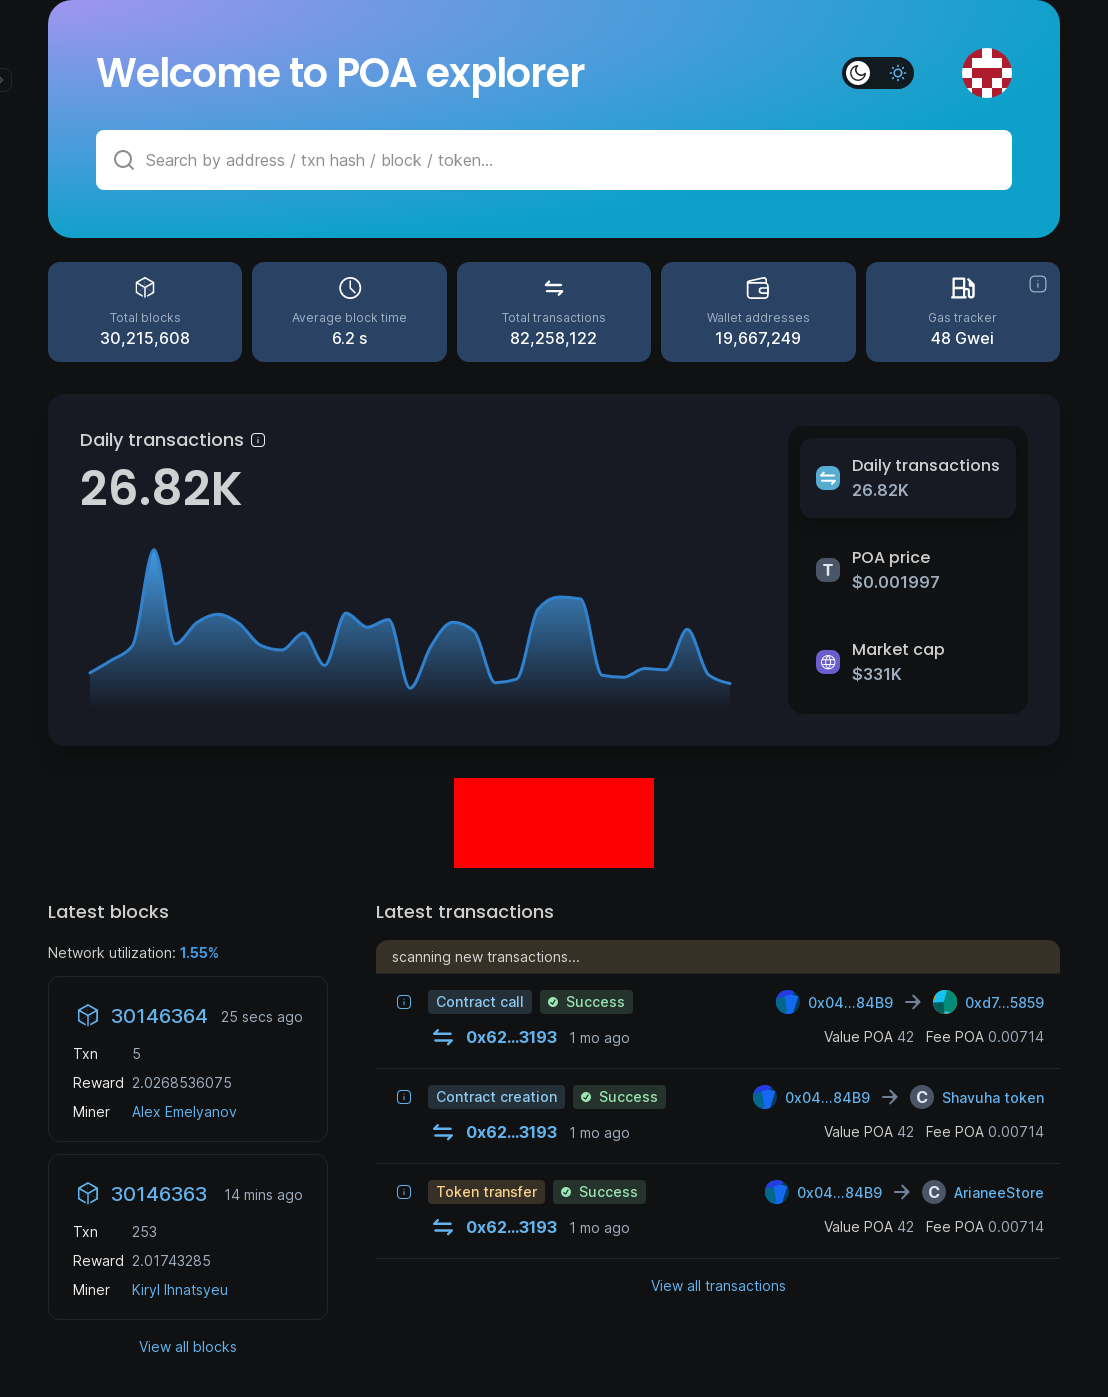 Welcome to POA explorer
Search by address / txn hash / block / token...
Total blocks
30,215,608
Average block time
6.2 s
Total transactions
82,258,122
Wallet addresses
19,667,249
Gas tracker
48 Gwei
Daily transactions
26.82K
Daily transactions
26.82K
T
POA price
$0.001997
Market cap
$331K
Latest blocks
Network utilization: 1.55%
30146364 25 secs ago
Txn 5
Reward 2.0268536075
Miner Alex Emelyanov
30146363 14 mins ago
Txn 253
Reward 2.01743285
Miner Kiryl Ihnatsyeu
View all blocks
Latest transactions
scanning new transactions...
Contract call Success 0x04...84B9 0xd7...5859
0x62...3193 1 mo ago Value POA 42 Fee POA 0.00714
Contract creation Success 0x04...84B9 C Shavuha token
0x62...3193 1 mo ago Value POA 42 Fee POA 0.00714
Token transfer Success 0x04...84B9 C ArianeeStore
0x62...3193 1 mo ago Value POA 42 Fee POA 0.00714
View all transactions